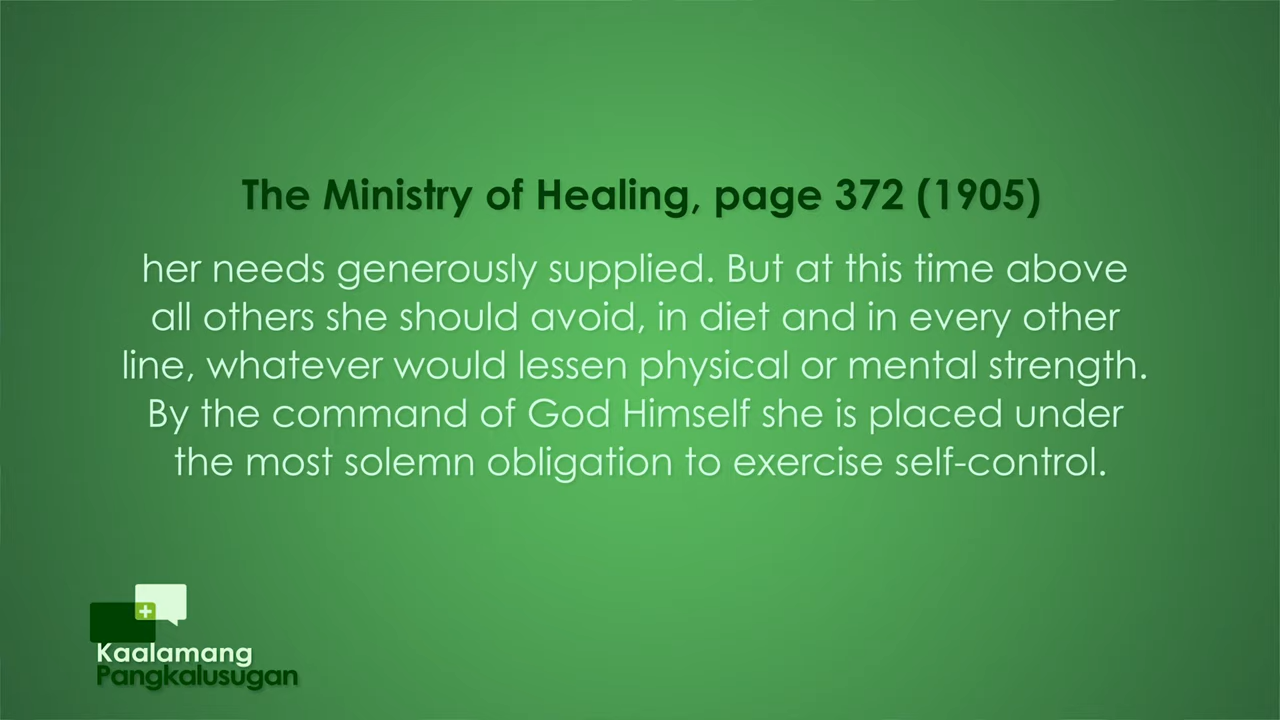 The Ministry of Healing, page 372 (1905)
her needs generously supplied. But at this time above
all others she should avoid, in diet and in every other
line, whatever would lessen physical or mental strength.
By the command of God Himself she is placed under
the most solemn obligation to exercise self-control.
Kaalamang
Pangkalusugan